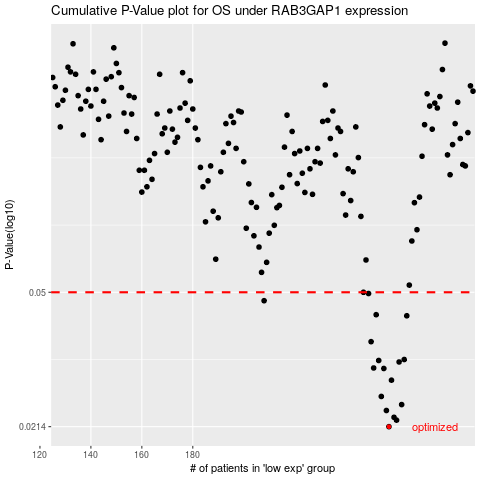 Cumulative P-Value plot for OS under RAB3GAP1 expression
P-Value(log10)
0.05
0.0214
optimized
120 140 160 180
# of patients in 'low exp' group